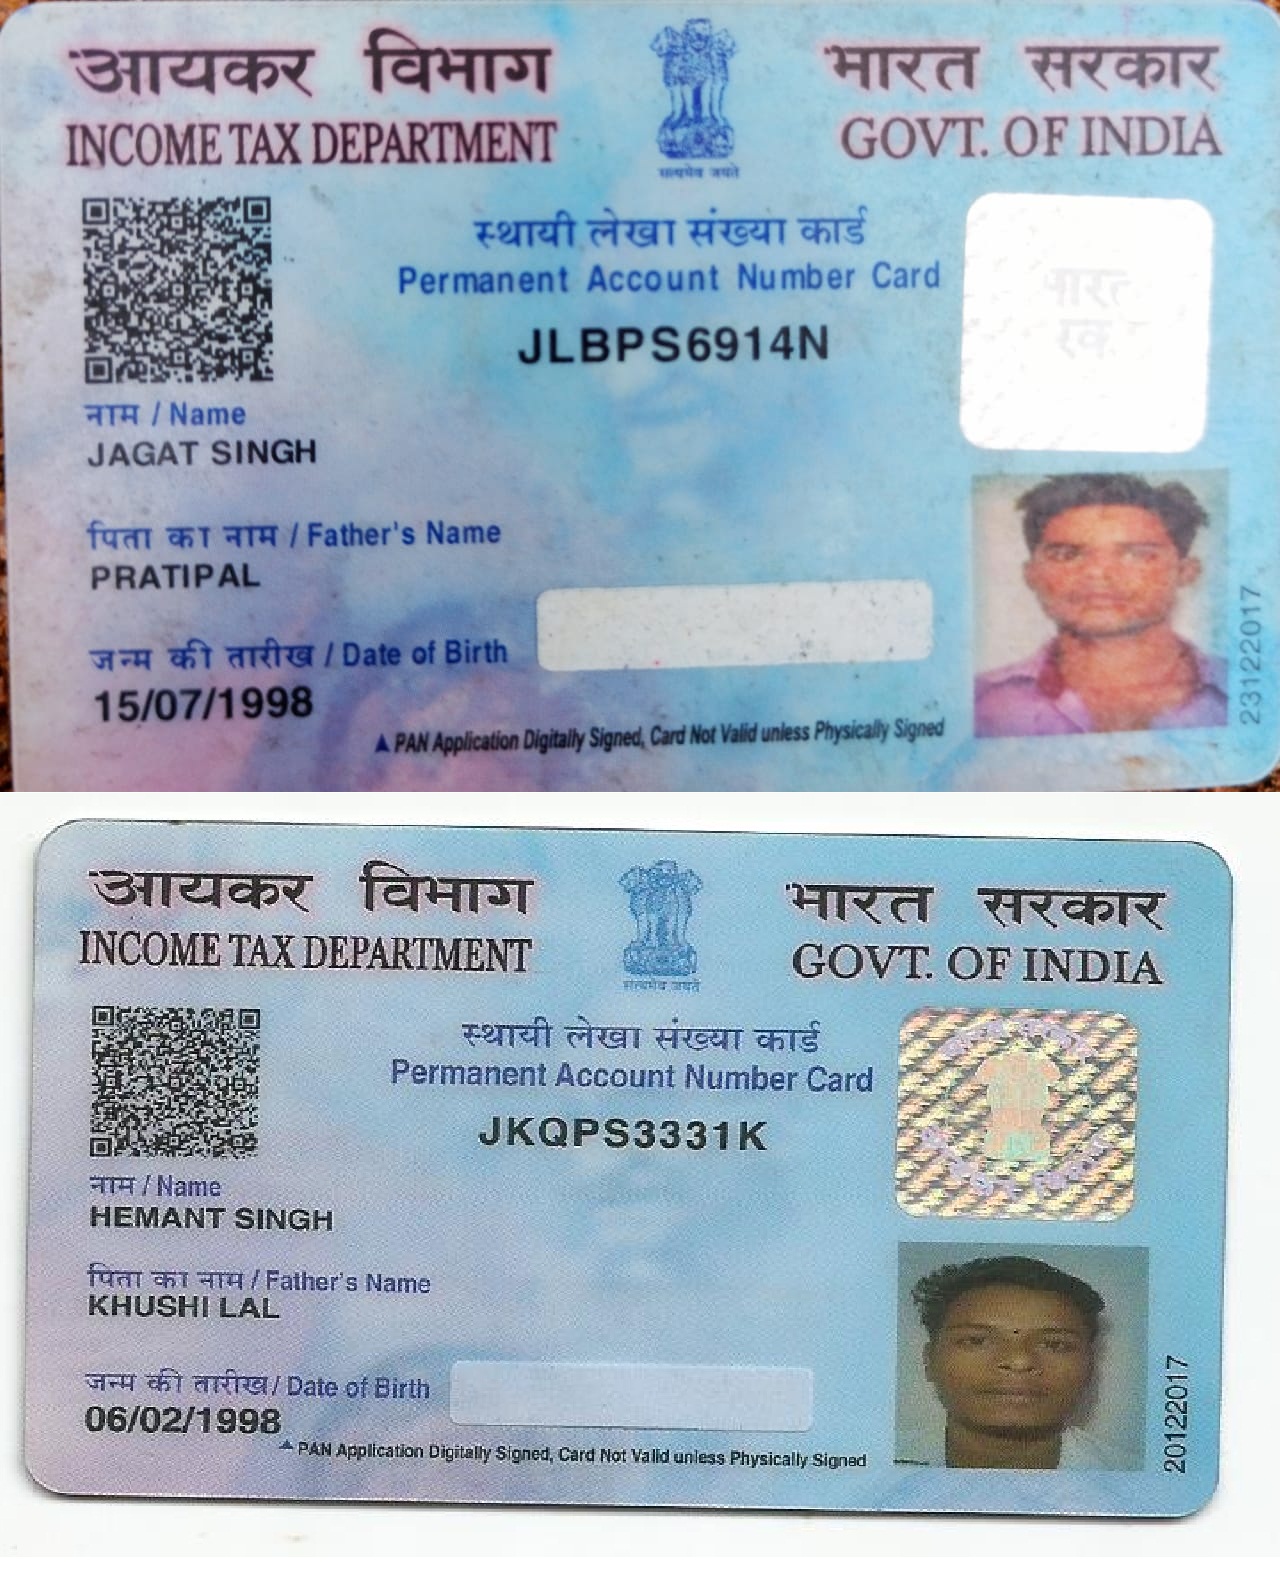 आयकर विभाग भारत सरकार
INCOME TAX DEPARTMENT GOVT. OF INDIA
सत्यमेव जयते
स्थायी लेखा संख्या कार्ड
Permanent Account Number Card
JLBPS6914N
भारत
नाम / Name
JAGAT SINGH
पिता का नाम / Father's Name
PRATIPAL
जन्म की तारीख / Date of Birth
15/07/1998
PAN Application Digitally Signed, Card Not Valid unless Physically Signed
23122017
आयकर विभाग भारत सरकार
INCOME TAX DEPARTMENT GOVT. OF INDIA
सत्यमेव जयते
स्थायी लेखा संख्या कार्ड
Permanent Account Number Card
JKQPS3331K
नाम / Name
HEMANT SINGH
पिता का नाम / Father's Name
KHUSHI LAL
जन्म की तारीख / Date of Birth
06/02/1998
PAN Application Digitally Signed, Card Not Valid unless Physically Signed
20122017